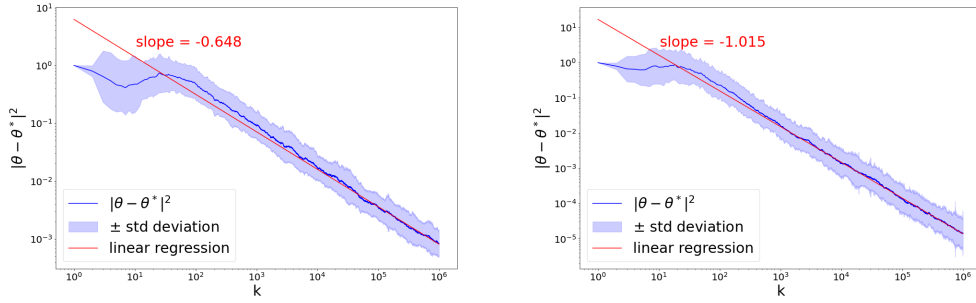 10¹
10⁰
10⁻¹
10⁻²
10⁻³
|θ − θ*|²
slope = -0.648
|θ − θ*|²
± std deviation
linear regression
10⁰ 10¹ 10² 10³ 10⁴ 10⁵ 10⁶
k
10¹
10⁰
10⁻¹
10⁻²
10⁻³
10⁻⁴
10⁻⁵
|θ − θ*|²
slope = -1.015
|θ − θ*|²
± std deviation
linear regression
10⁰ 10¹ 10² 10³ 10⁴ 10⁵ 10⁶
k